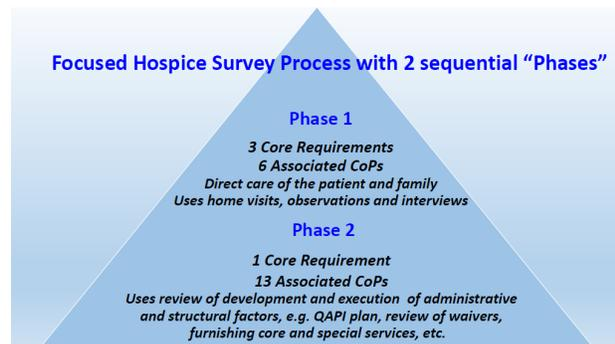 Focused Hospice Survey Process with 2 sequential “Phases”
Phase 1
3 Core Requirements
6 Associated CoPs
Direct care of the patient and family
Uses home visits, observations and interviews
Phase 2
1 Core Requirement
13 Associated CoPs
Uses review of development and execution of administrative
and structural factors, e.g. QAPI plan, review of waivers,
furnishing core and special services, etc.